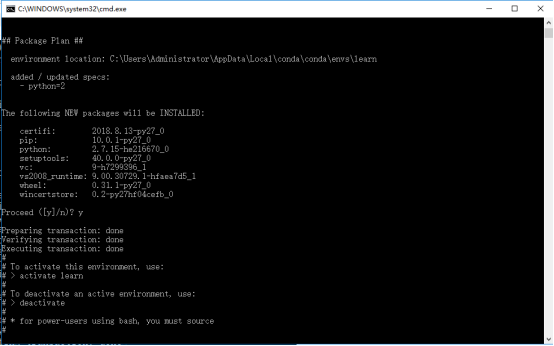 C:\WINDOWS\system32\cmd.exe
## Package Plan ##
environment location: C:\Users\Administrator\AppData\Local\conda\conda\envs\learn
added / updated specs:
- python=2
The following NEW packages will be INSTALLED:
certifi: 2018.8.13-py27_0
pip: 10.0.1-py27_0
python: 2.7.15-he216670_0
setuptools: 40.0.0-py27_0
vc: 9-h7299396_1
vs2008_runtime: 9.00.30729.1-hfaea7d5_1
wheel: 0.31.1-py27_0
wincertstore: 0.2-py27hf04cefb_0
Proceed ([y]/n)? y
Preparing transaction: done
Verifying transaction: done
Executing transaction: done
#
# To activate this environment, use:
# > activate learn
#
# To deactivate an active environment, use:
# > deactivate
#
# * for power-users using bash, you must source
#